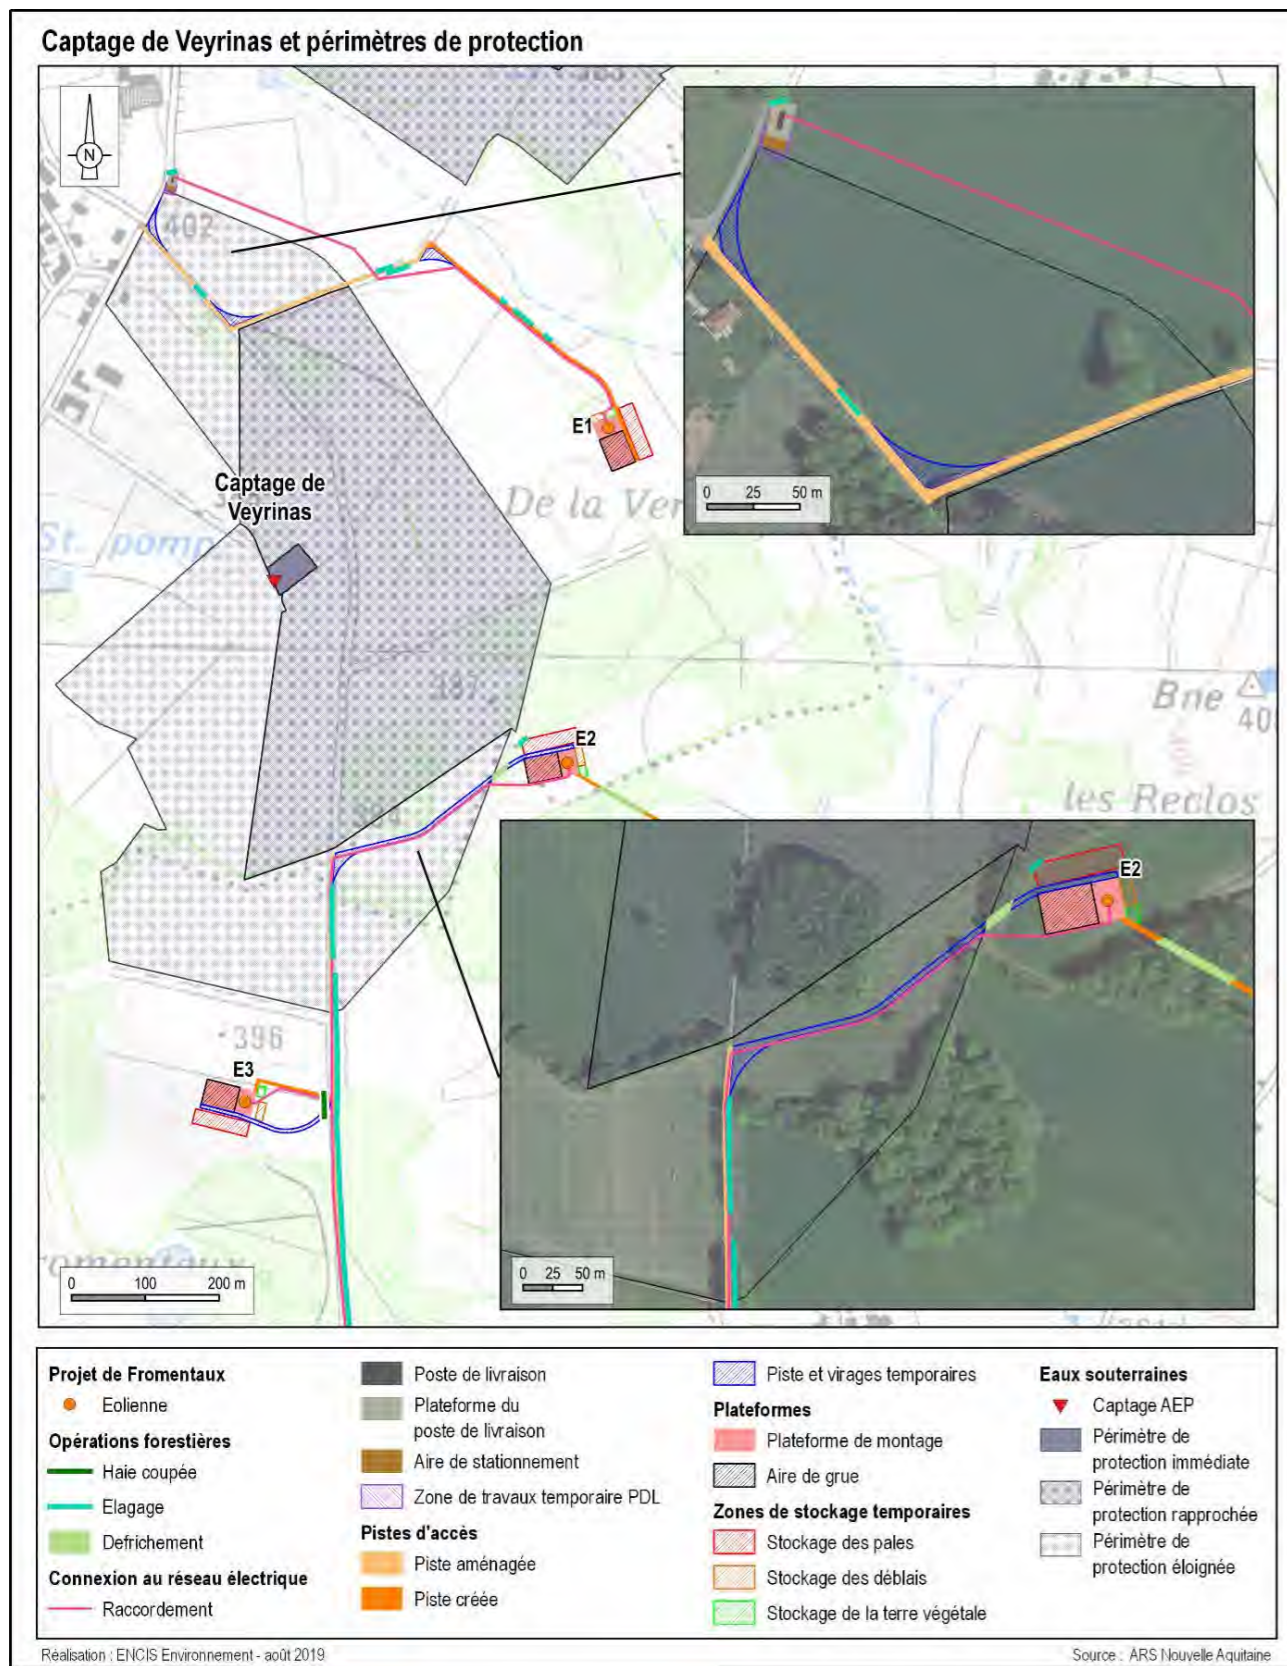 Captage de Veyrinas et périmètres de protection
N
402
E1
Captage de
Veyrinas
De la Ver
St. pomp
0 25 50 m
387
E2
Bne
40
les Reclos
E2
396
E3
romentaux
0 100 200 m
0 25 50 m
Projet de Fromentaux
Eolienne
Opérations forestières
Haie coupée
Elagage
Defrichement
Connexion au réseau électrique
Raccordement
Poste de livraison
Plateforme du
poste de livraison
Aire de stationnement
Zone de travaux temporaire PDL
Pistes d'accès
Piste aménagée
Piste créée
Piste et virages temporaires
Plateformes
Plateforme de montage
Aire de grue
Zones de stockage temporaires
Stockage des pales
Stockage des déblais
Stockage de la terre végétale
Eaux souterraines
Captage AEP
Périmètre de
protection immédiate
Périmètre de
protection rapprochée
Périmètre de
protection éloignée
Réalisation : ENCIS Environnement - août 2019
Source : ARS Nouvelle Aquitaine